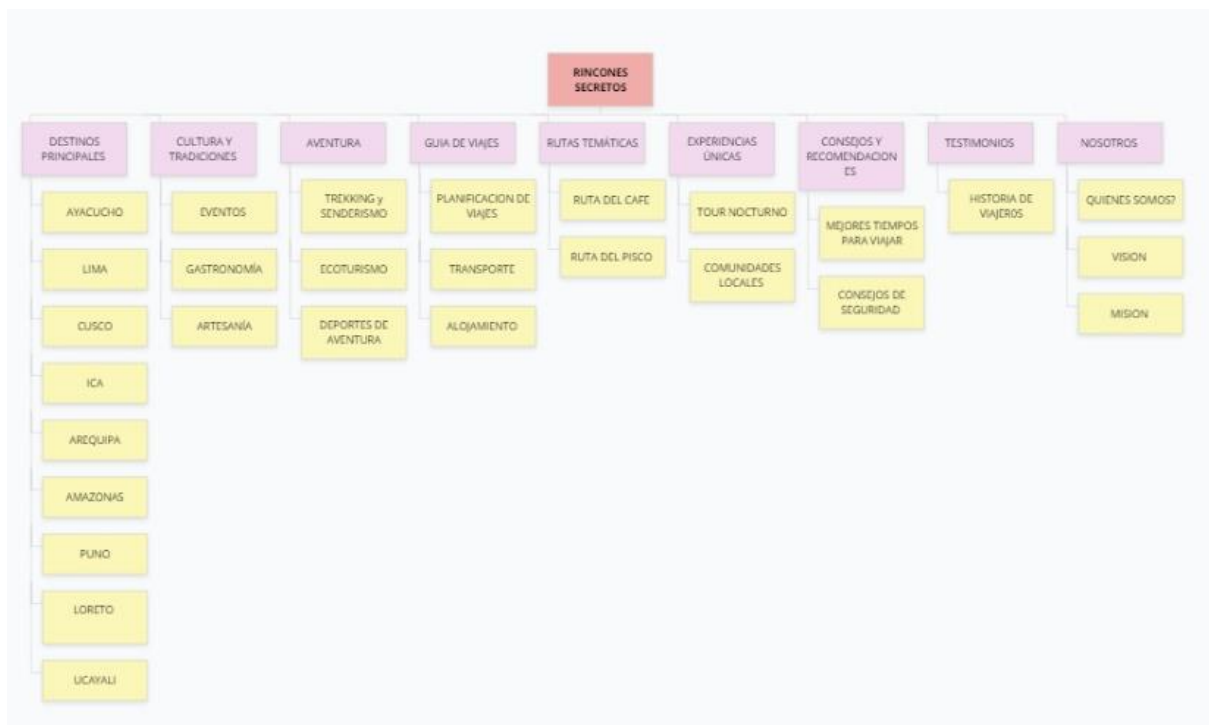 RINCONES
SECRETOS
DESTINOS
PRINCIPALES
AYACUCHO
LIMA
CUSCO
ICA
AREQUIPA
AMAZONAS
PUNO
LORETO
UCAYALI
CULTURA Y
TRADICIONES
EVENTOS
GASTRONOMÍA
ARTESANÍA
AVENTURA
TREKKING y
SENDERISMO
ECOTURISMO
DEPORTES DE
AVENTURA
GUIA DE VIAJES
PLANIFICACION DE
VIAJES
TRANSPORTE
ALOJAMIENTO
RUTAS TEMÁTICAS
RUTA DEL CAFE
RUTA DEL PISCO
EXPERIENCIAS
ÚNICAS
TOUR NOCTURNO
COMUNIDADES
LOCALES
CONSEJOS Y
RECOMENDACION
ES
MEJORES TIEMPOS
PARA VIAJAR
CONSEJOS DE
SEGURIDAD
TESTIMONIOS
HISTORIA DE
VIAJEROS
NOSOTROS
QUIENES SOMOS?
VISION
MISION